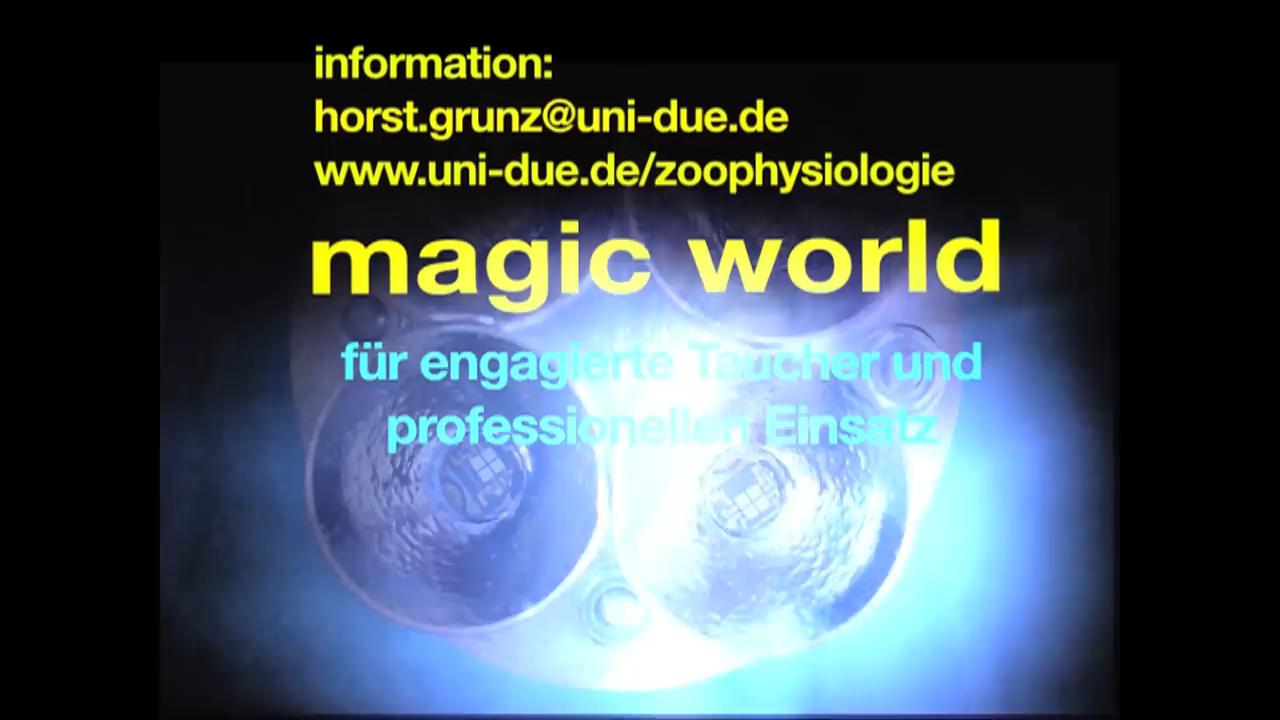 information:
horst.grunz@uni-due.de
www.uni-due.de/zoophysiologie
magic world
für engagierte Taucher und
professionellen Einsatz